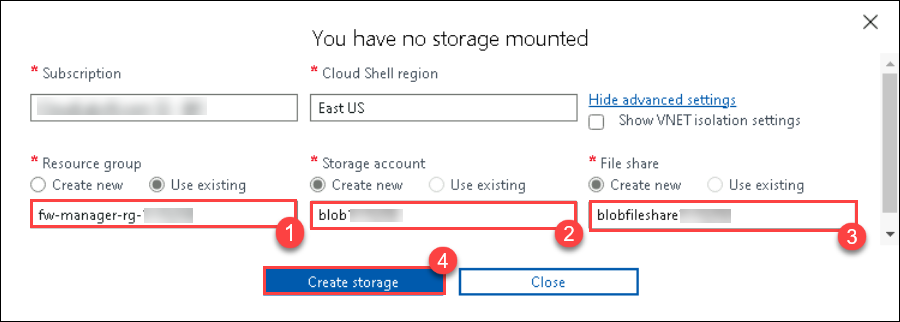 You have no storage mounted
* Subscription
* Cloud Shell region
East US
Hide advanced settings
Show VNET isolation settings
* Resource group
Create new Use existing
fw-manager-rg-
1
* Storage account
Create new Use existing
blob
2
* File share
Create new Use existing
blobfileshare
3
4
Create storage
Close